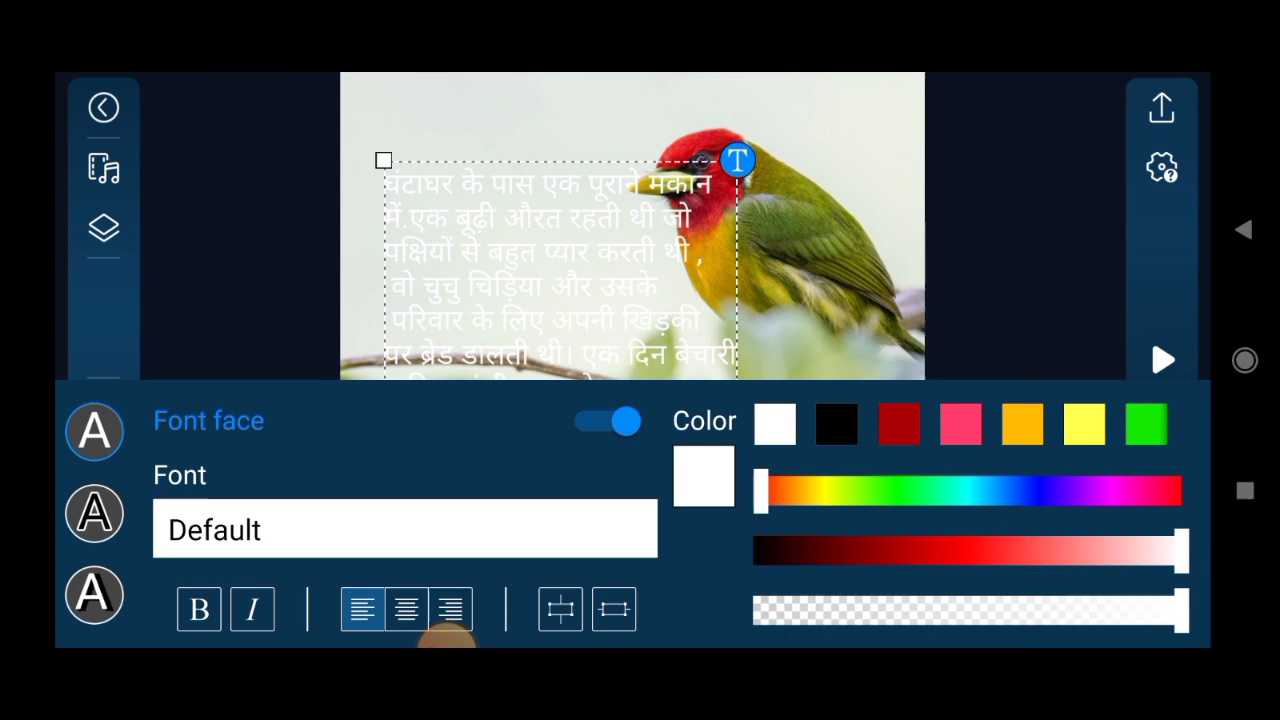 घंटाघर के पास एक पूराने मकान
में.एक बूढ़ी औरत रहती थी जो
पक्षियों से बहुत प्यार करती थी ,
वो चुचु चिड़िया और उसके
परिवार के लिए अपनी खिड़की
पर ब्रेड डालती थी। एक दिन बेचारी
T
A
Font face
Color
Font
A
Default
A
B I